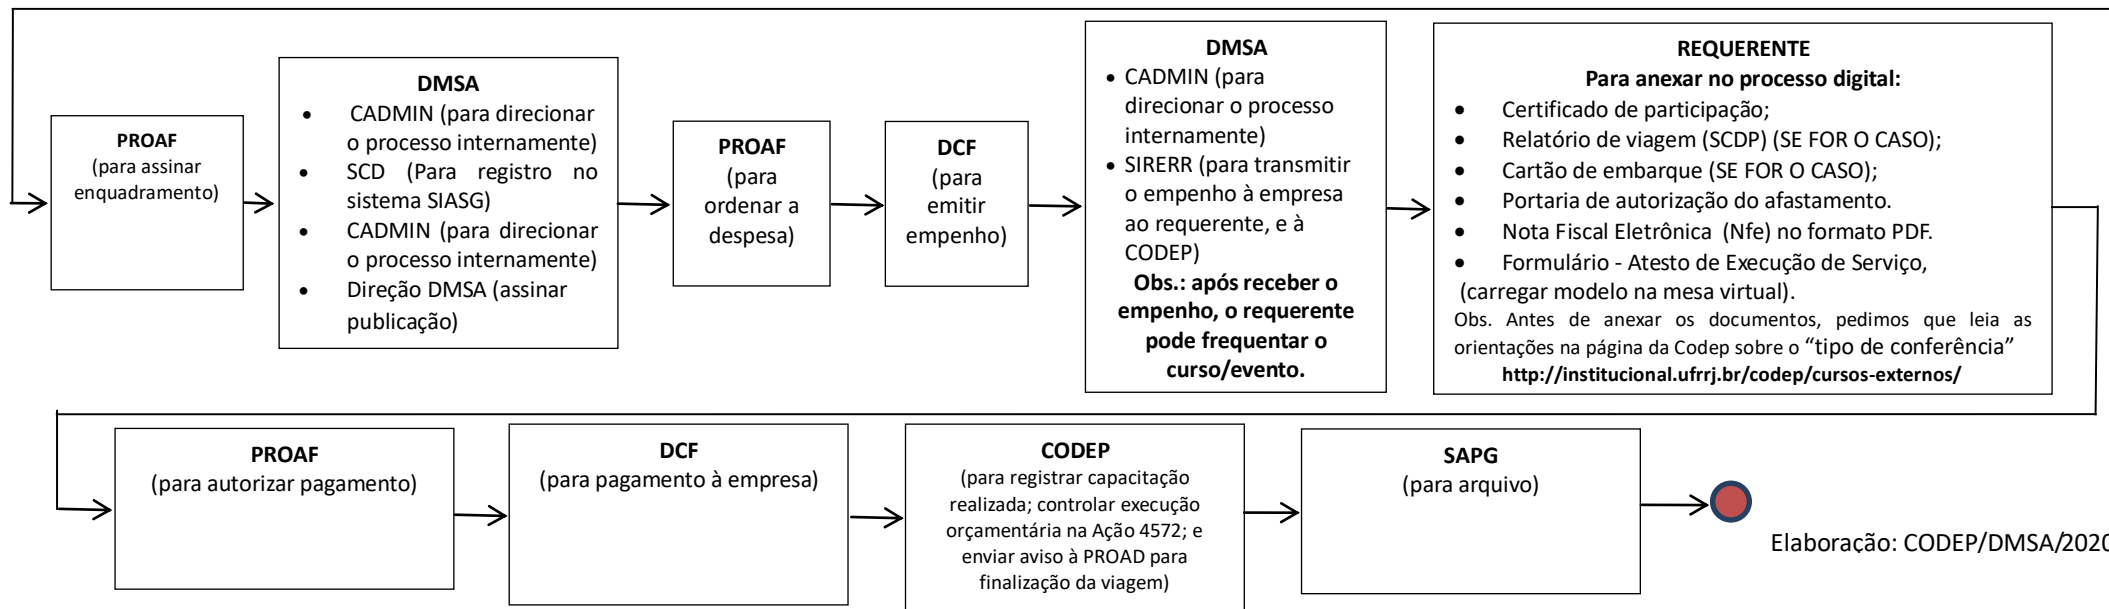 PROAF
(para assinar
enquadramento)
DMSA
• CADMIN (para direcionar
o processo internamente)
• SCD (Para registro no
sistema SIASG)
• CADMIN (para direcionar
o processo internamente)
• Direção DMSA (assinar
publicação)
PROAF
(para
ordenar a
despesa)
DCF
(para
emitir
empenho)
DMSA
• CADMIN (para
direcionar o processo
internamente)
• SIRERR (para transmitir
o empenho à empresa
ao requerente, e à
CODEP)
Obs.: após receber o
empenho, o requerente
pode frequentar o
curso/evento.
REQUERENTE
Para anexar no processo digital:
• Certificado de participação;
• Relatório de viagem (SCDP) (SE FOR O CASO);
• Cartão de embarque (SE FOR O CASO);
• Portaria de autorização do afastamento.
• Nota Fiscal Eletrônica (Nfe) no formato PDF.
• Formulário - Atesto de Execução de Serviço,
(carregar modelo na mesa virtual).
Obs. Antes de anexar os documentos, pedimos que leia as
orientações na página da Codep sobre o “tipo de conferência”
http://institucional.ufrrj.br/codep/cursos-externos/
PROAF
(para autorizar pagamento)
DCF
(para pagamento à empresa)
CODEP
(para registrar capacitação
realizada; controlar execução
orçamentária na Ação 4572; e
enviar aviso à PROAD para
finalização da viagem)
SAPG
(para arquivo)
Elaboração: CODEP/DMSA/2020